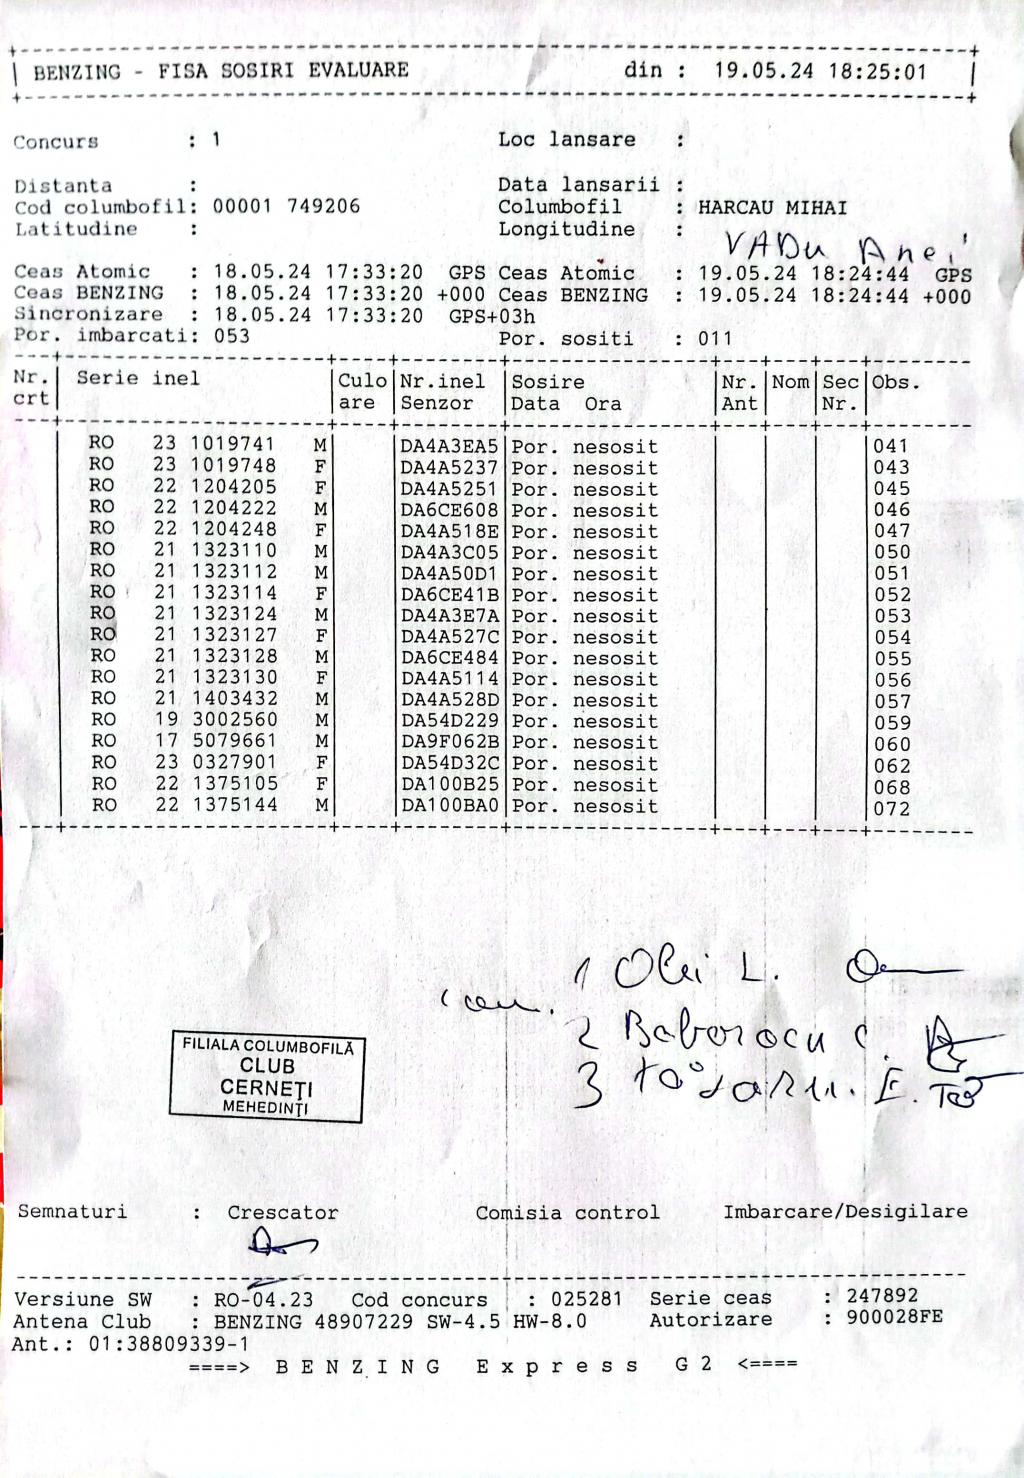 BENZING - FISA SOSIRI EVALUARE din : 19.05.24 18:25:01
Concurs : 1 Loc lansare :
Distanta : Data lansarii :
Cod columbofil: 00001 749206 Columbofil : HARCAU MIHAI
Latitudine : Longitudine :
VADU Anei
Ceas Atomic : 18.05.24 17:33:20 GPS Ceas Atomic : 19.05.24 18:24:44 GPS
Ceas BENZING : 18.05.24 17:33:20 +000 Ceas BENZING : 19.05.24 18:24:44 +000
Sincronizare : 18.05.24 17:33:20 GPS+03h
Por. imbarcati: 053 Por. sositi : 011
Nr. Serie inel Culo Nr.inel Sosire Nr. Nom Sec Obs.
crt are Senzor Data Ora Ant Nr.
RO 23 1019741 M DA4A3EA5 Por. nesosit 041
RO 23 1019748 F DA4A5237 Por. nesosit 043
RO 22 1204205 F DA4A5251 Por. nesosit 045
RO 22 1204222 M DA6CE608 Por. nesosit 046
RO 22 1204248 F DA4A518E Por. nesosit 047
RO 21 1323110 M DA4A3C05 Por. nesosit 050
RO 21 1323112 M DA4A50D1 Por. nesosit 051
RO 21 1323114 F DA6CE41B Por. nesosit 052
RO 21 1323124 M DA4A3E7A Por. nesosit 053
RO 21 1323127 F DA4A527C Por. nesosit 054
RO 21 1323128 M DA6CE484 Por. nesosit 055
RO 21 1323130 F DA4A5114 Por. nesosit 056
RO 21 1403432 M DA4A528D Por. nesosit 057
RO 19 3002560 M DA54D229 Por. nesosit 059
RO 17 5079661 M DA9F062B Por. nesosit 060
RO 23 0327901 F DA54D32C Por. nesosit 062
RO 22 1375105 F DA100B25 Por. nesosit 068
RO 22 1375144 M DA100BA0 Por. nesosit 072
1 Olei L.
2 Baborocu C.
3 E.
FILIALA COLUMBOFILĂ
CLUB
CERNEȚI
MEHEDINȚI
Semnaturi : Crescator Comisia control Imbarcare/Desigilare
Versiune SW : RO-04.23 Cod concurs : 025281 Serie ceas : 247892
Antena Club : BENZING 48907229 SW-4.5 HW-8.0 Autorizare : 900028FE
Ant.: 01:38809339-1
====> B E N Z I N G E x p r e s s G 2 <====